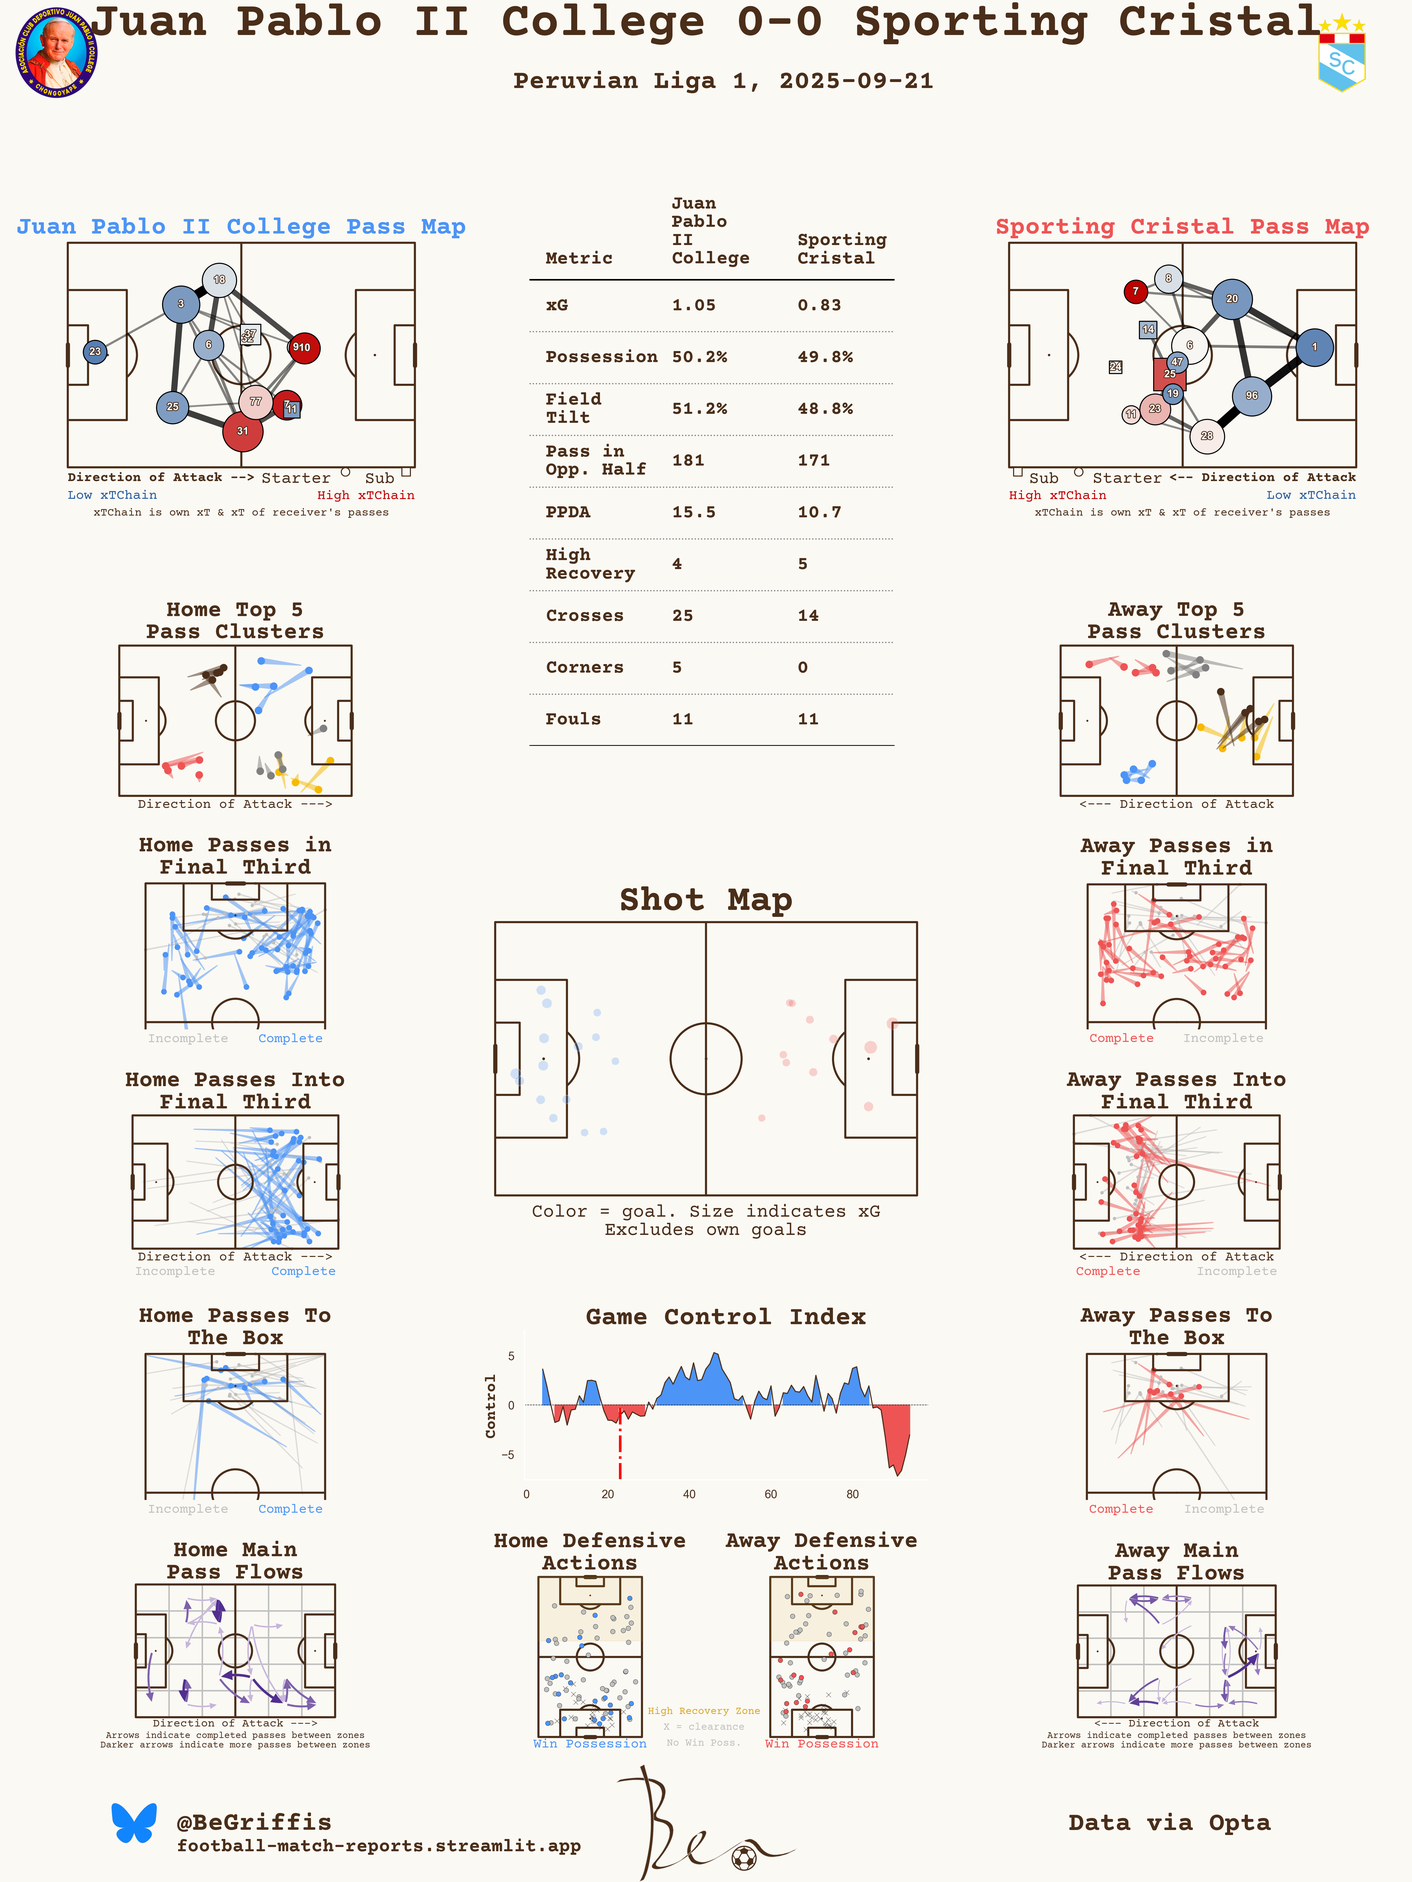 Juan Pablo II College 0-0 Sporting Cristal
Peruvian Liga 1, 2025-09-21
ASOCIACIÓN CLUB DEPORTIVO JUAN PABLO II COLLEGE
CHONGOYAPE
SC
Juan Pablo II College Pass Map
18
3
6
37
23
910
25
77
7
11
31
Direction of Attack --> Starter Sub
Low xTChain High xTChain
xTChain is own xT & xT of receiver's passes
Metric Juan Pablo II College Sporting Cristal
xG 1.05 0.83
Possession 50.2% 49.8%
Field Tilt 51.2% 48.8%
Pass in Opp. Half 181 171
PPDA 15.5 10.7
High Recovery 4 5
Crosses 25 14
Corners 5 0
Fouls 11 11
Sporting Cristal Pass Map
8
7
20
14
6
1
47
24
25
19
96
11
23
28
Sub Starter <-- Direction of Attack
High xTChain Low xTChain
xTChain is own xT & xT of receiver's passes
Home Top 5
Pass Clusters
Direction of Attack --->
Away Top 5
Pass Clusters
<--- Direction of Attack
Home Passes in
Final Third
Incomplete Complete
Away Passes in
Final Third
Complete Incomplete
Shot Map
Color = goal. Size indicates xG
Excludes own goals
Home Passes Into
Final Third
Direction of Attack --->
Incomplete Complete
Away Passes Into
Final Third
<--- Direction of Attack
Complete Incomplete
Home Passes To
The Box
Incomplete Complete
Game Control Index
Control
5
0
−5
0 20 40 60 80
Away Passes To
The Box
Complete Incomplete
Home Main
Pass Flows
Direction of Attack --->
Arrows indicate completed passes between zones
Darker arrows indicate more passes between zones
Home Defensive
Actions
Win Possession
High Recovery Zone
X = clearance
No Win Poss.
Away Defensive
Actions
Win Possession
Away Main
Pass Flows
<--- Direction of Attack
Arrows indicate completed passes between zones
Darker arrows indicate more passes between zones
@BeGriffis
football-match-reports.streamlit.app
Ben
Data via Opta